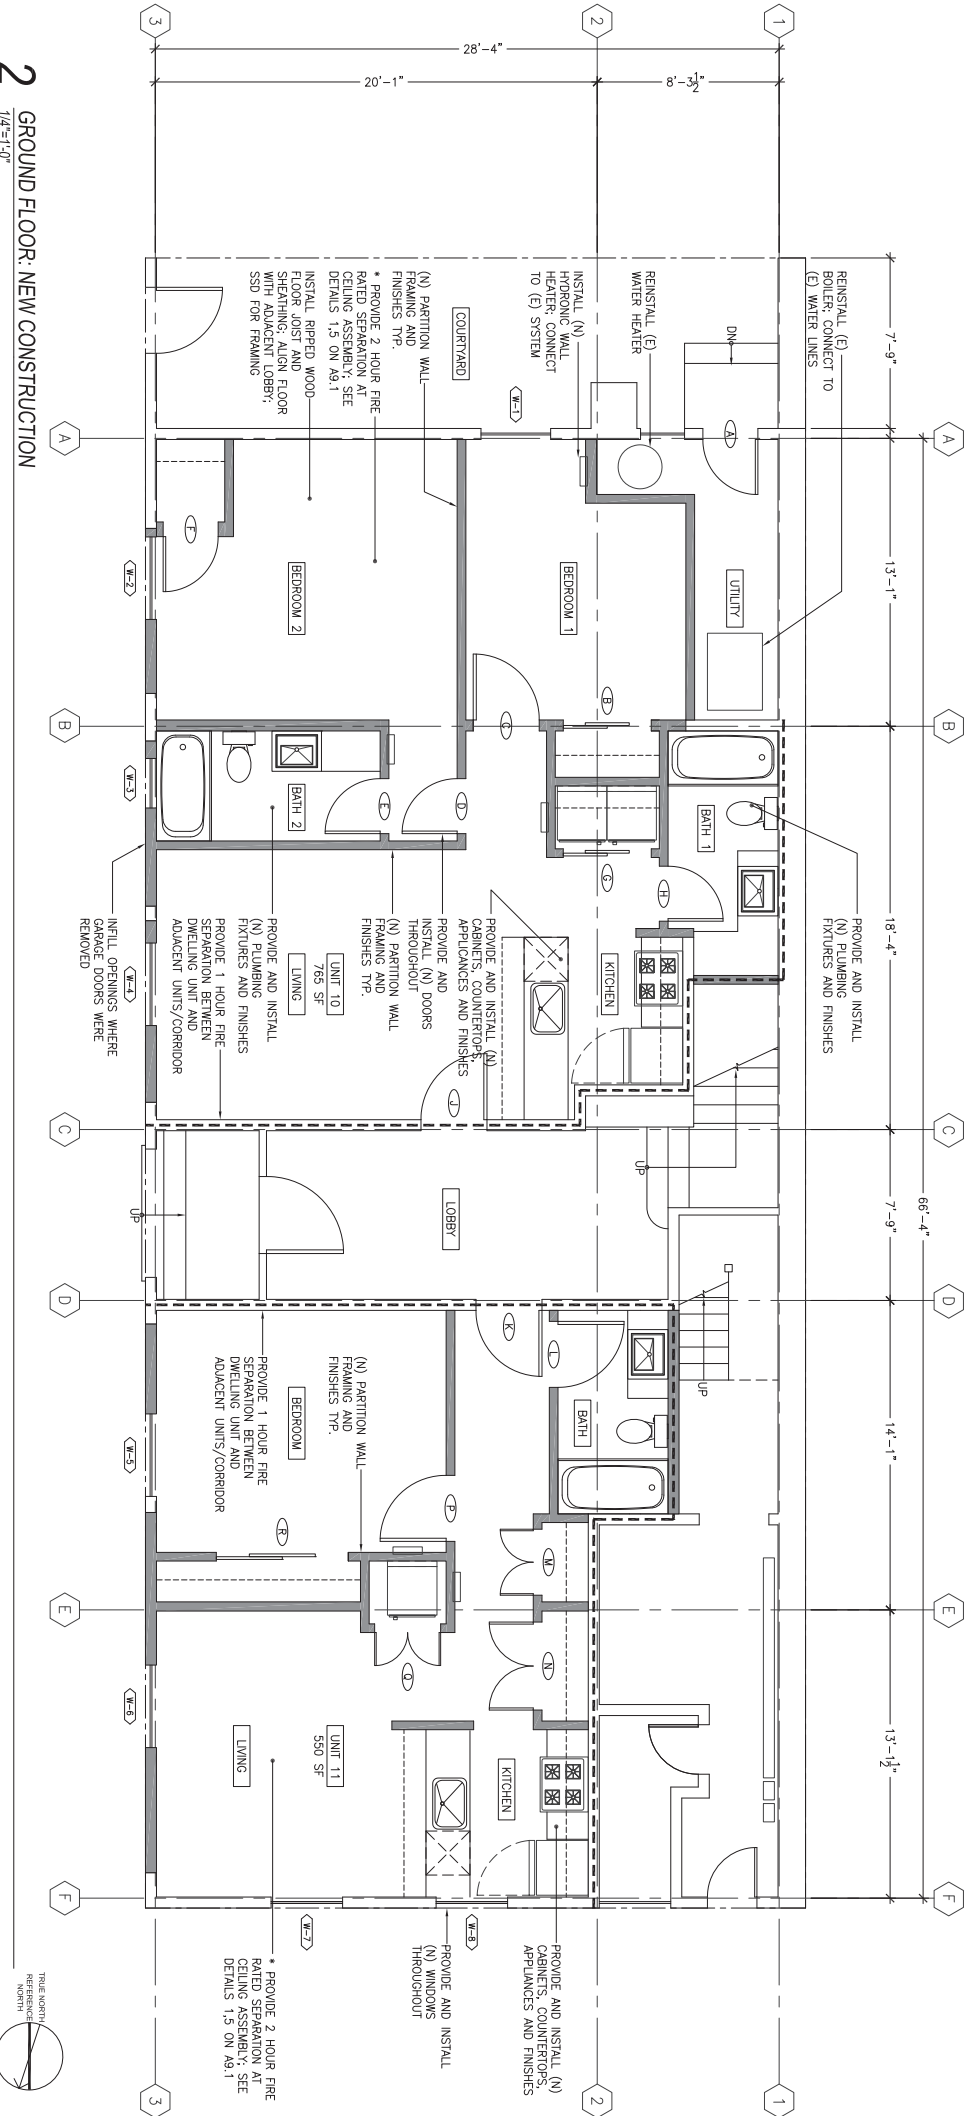 2
GROUND FLOOR: NEW CONSTRUCTION
1/4"=1'-0"
3
2
1
28'-4"
20'-1"
8'-3½"
REINSTALL (E)
BOILER; CONNECT TO
(E) WATER LINES
REINSTALL (E)
WATER HEATER
INSTALL (N)
HYDRONIC WALL
HEATER; CONNECT
TO (E) SYSTEM
COURTYARD
(N) PARTITION WALL
FRAMING AND
FINISHES TYP.
* PROVIDE 2 HOUR FIRE
RATED SEPARATION AT
CEILING ASSEMBLY; SEE
DETAILS 1,5 ON A9.1
INSTALL RIPPED WOOD
FLOOR JOIST AND
SHEATHING; ALIGN FLOOR
WITH ADJACENT LOBBY;
SSD FOR FRAMING
DN
W-1
7'-9"
13'-1"
18'-4"
7'-9"
14'-1"
13'-1½"
66'-4"
A
B
C
D
E
F
A
B
C
D
E
F
A
UTILITY
BEDROOM 1
BEDROOM 2
F
W-2
B
C
BATH 1
BATH 2
E
D
G
H
W-3
PROVIDE AND INSTALL
(N) PLUMBING
FIXTURES AND FINISHES
KITCHEN
PROVIDE AND INSTALL (N)
CABINETS, COUNTERTOPS,
APPLICANCES AND FINISHES
PROVIDE AND
INSTALL (N) DOORS
THROUGHOUT
(N) PARTITION WALL
FRAMING AND
FINISHES TYP.
UNIT 10
765 SF
LIVING
PROVIDE AND INSTALL
(N) PLUMBING
FIXTURES AND FINISHES
PROVIDE 1 HOUR FIRE
SEPARATION BETWEEN
DWELLING UNIT AND
ADJACENT UNITS/CORRIDOR
W-4
INFILL OPENINGS WHERE
GARAGE DOORS WERE
REMOVED
J
UP
LOBBY
UP
UP
K
L
BATH
(N) PARTITION WALL
FRAMING AND
FINISHES TYP.
BEDROOM
PROVIDE 1 HOUR FIRE
SEPARATION BETWEEN
DWELLING UNIT AND
ADJACENT UNITS/CORRIDOR
W-5
P
R
M
N
Q
W-6
KITCHEN
UNIT 11
550 SF
LIVING
W-7
W-8
PROVIDE AND INSTALL (N)
CABINETS, COUNTERTOPS,
APPLIANCES AND FINISHES
PROVIDE AND INSTALL
(N) WINDOWS
THROUGHOUT
* PROVIDE 2 HOUR FIRE
RATED SEPARATION AT
CEILING ASSEMBLY; SEE
DETAILS 1,5 ON A9.1
3
2
1
TRUE NORTH
REFERENCE
NORTH